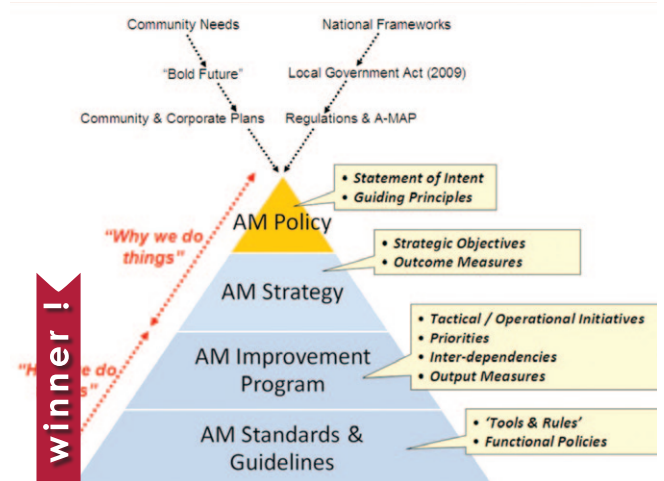 Community Needs
National Frameworks
"Bold Future"
Local Government Act (2009)
Community & Corporate Plans
Regulations & A-MAP
• Statement of Intent
• Guiding Principles
AM Policy
"Why we do
things"
• Strategic Objectives
• Outcome Measures
AM Strategy
• Tactical / Operational Initiatives
• Priorities
• Inter-dependencies
• Output Measures
AM Improvement
Program
we do
• 'Tools & Rules'
• Functional Policies
AM Standards &
Guidelines
winner !